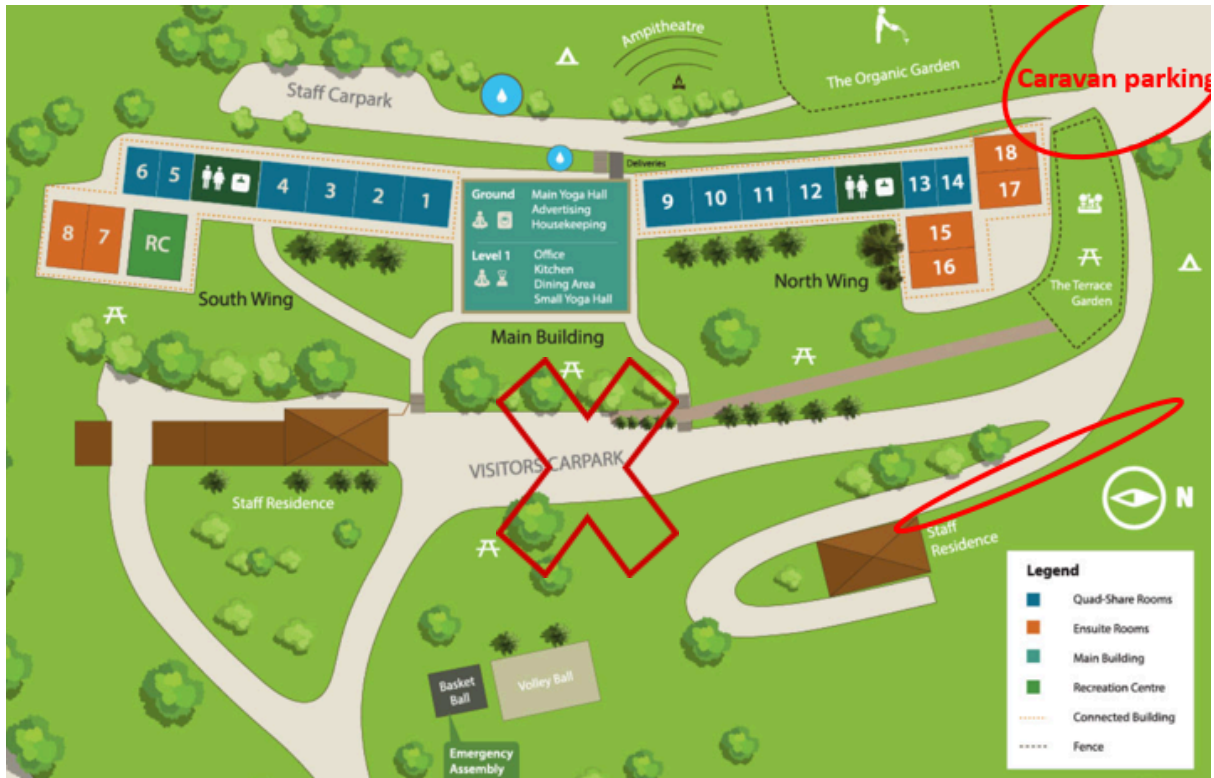 Ampitheatre
The Organic Garden
Caravan parking
Staff Carpark
Deliveries
6 5 4 3 2 1
9 10 11 12 13 14
18
17
8 7 RC
15
16
Ground
Main Yoga Hall
Advertising
Housekeeping
Level 1
Office
Kitchen
Dining Area
Small Yoga Hall
South Wing
North Wing
The Terrace
Garden
Main Building
VISITORS CARPARK
Staff Residence
Staff
Residence
N
Basket
Ball
Volley Ball
Emergency
Assembly
Legend
Quad-Share Rooms
Ensuite Rooms
Main Building
Recreation Centre
Connected Building
Fence